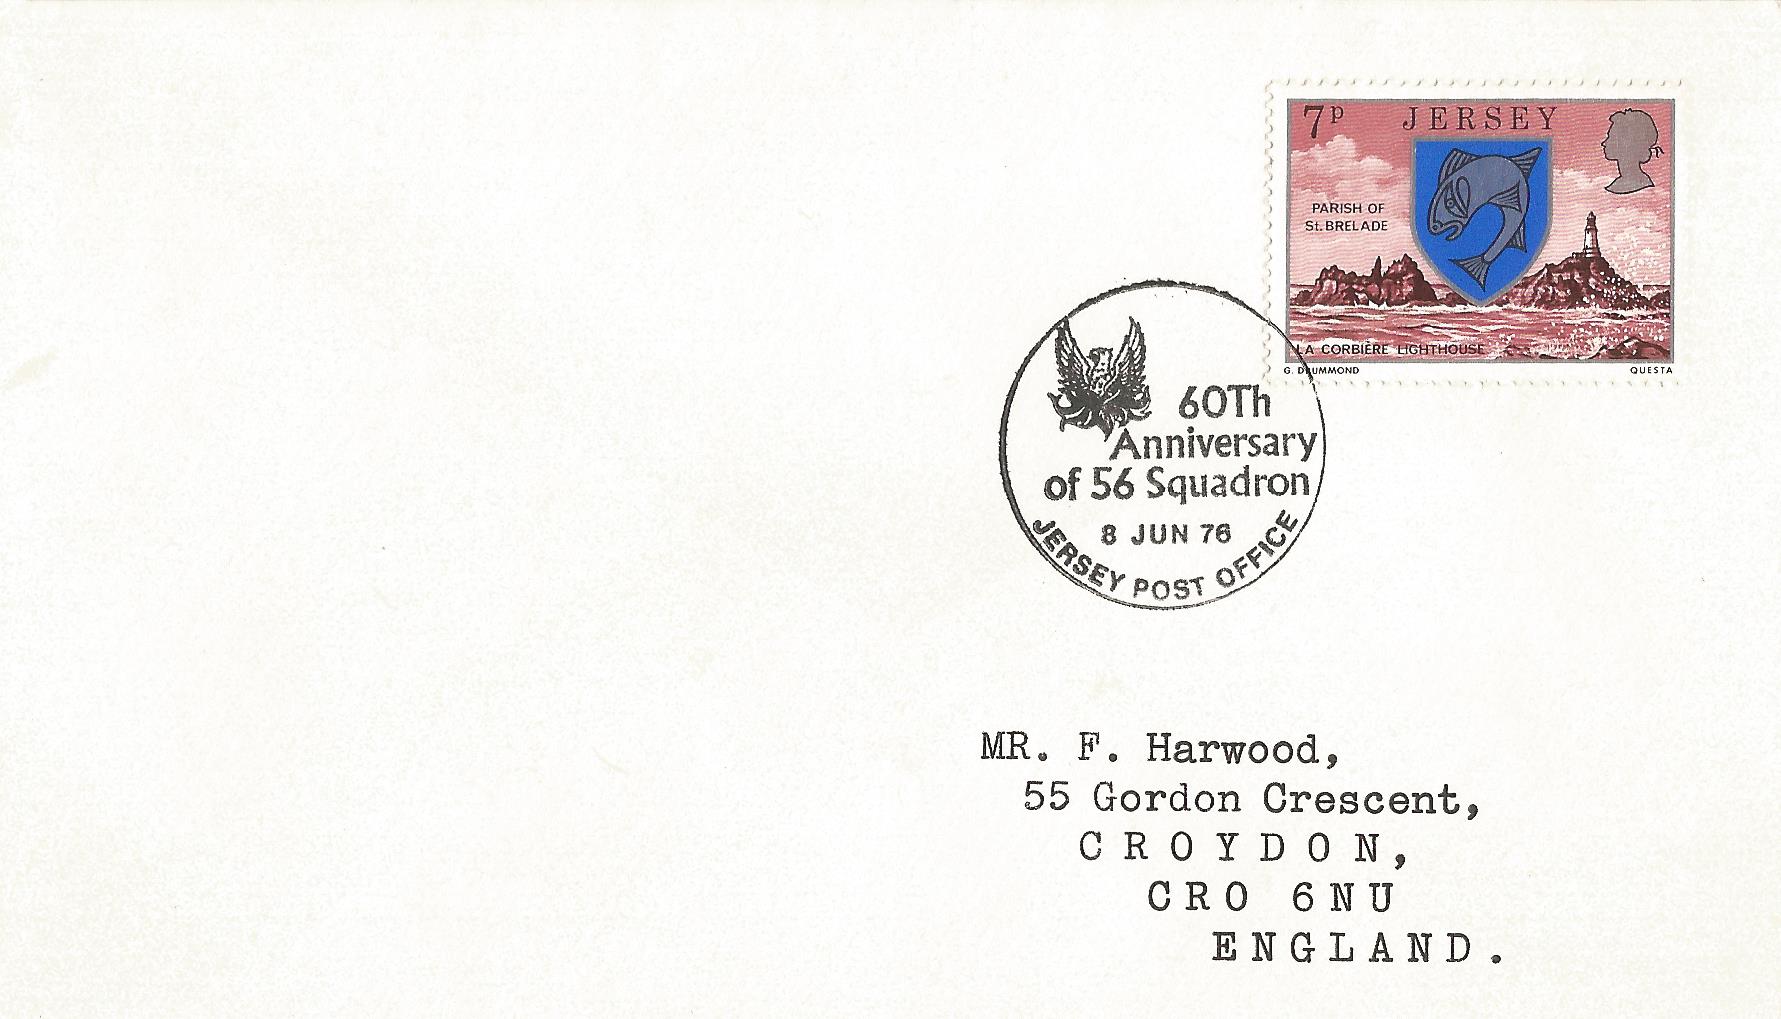 7p JERSEY
PARISH OF
St. BRELADE
LA CORBIÈRE LIGHTHOUSE
G. DRUMMOND QUESTA
60Th
Anniversary
of 56 Squadron
8 JUN 76
JERSEY POST OFFICE
MR. F. Harwood,
55 Gordon Crescent,
CROYDON,
CRO 6NU
ENGLAND.